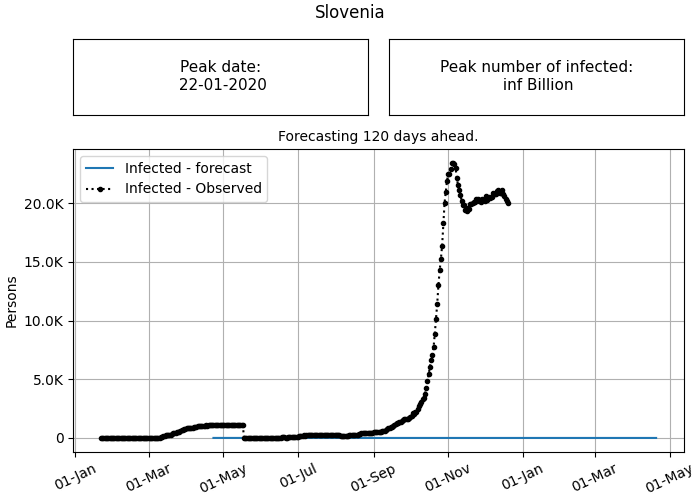 Slovenia
Peak date:
22-01-2020
Peak number of infected:
inf Billion
Forecasting 120 days ahead.
Infected - forecast
Infected - Observed
Persons
20.0K
15.0K
10.0K
5.0K
0
01-Jan
01-Mar
01-May
01-Jul
01-Sep
01-Nov
01-Jan
01-Mar
01-May